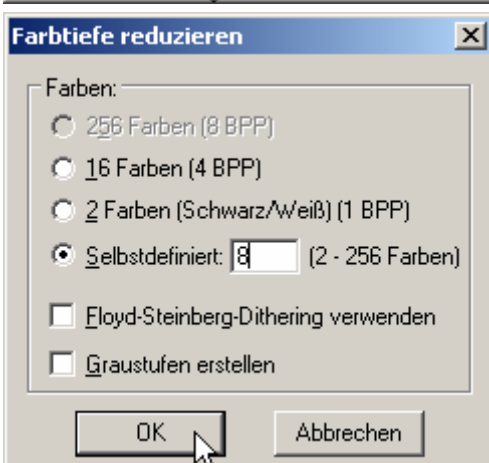 Farbtiefe reduzieren
Farben:
256 Farben (8 BPP)
16 Farben (4 BPP)
2 Farben (Schwarz/Weiß) (1 BPP)
Selbstdefiniert: 8 (2 - 256 Farben)
Floyd-Steinberg-Dithering verwenden
Graustufen erstellen
OK Abbrechen